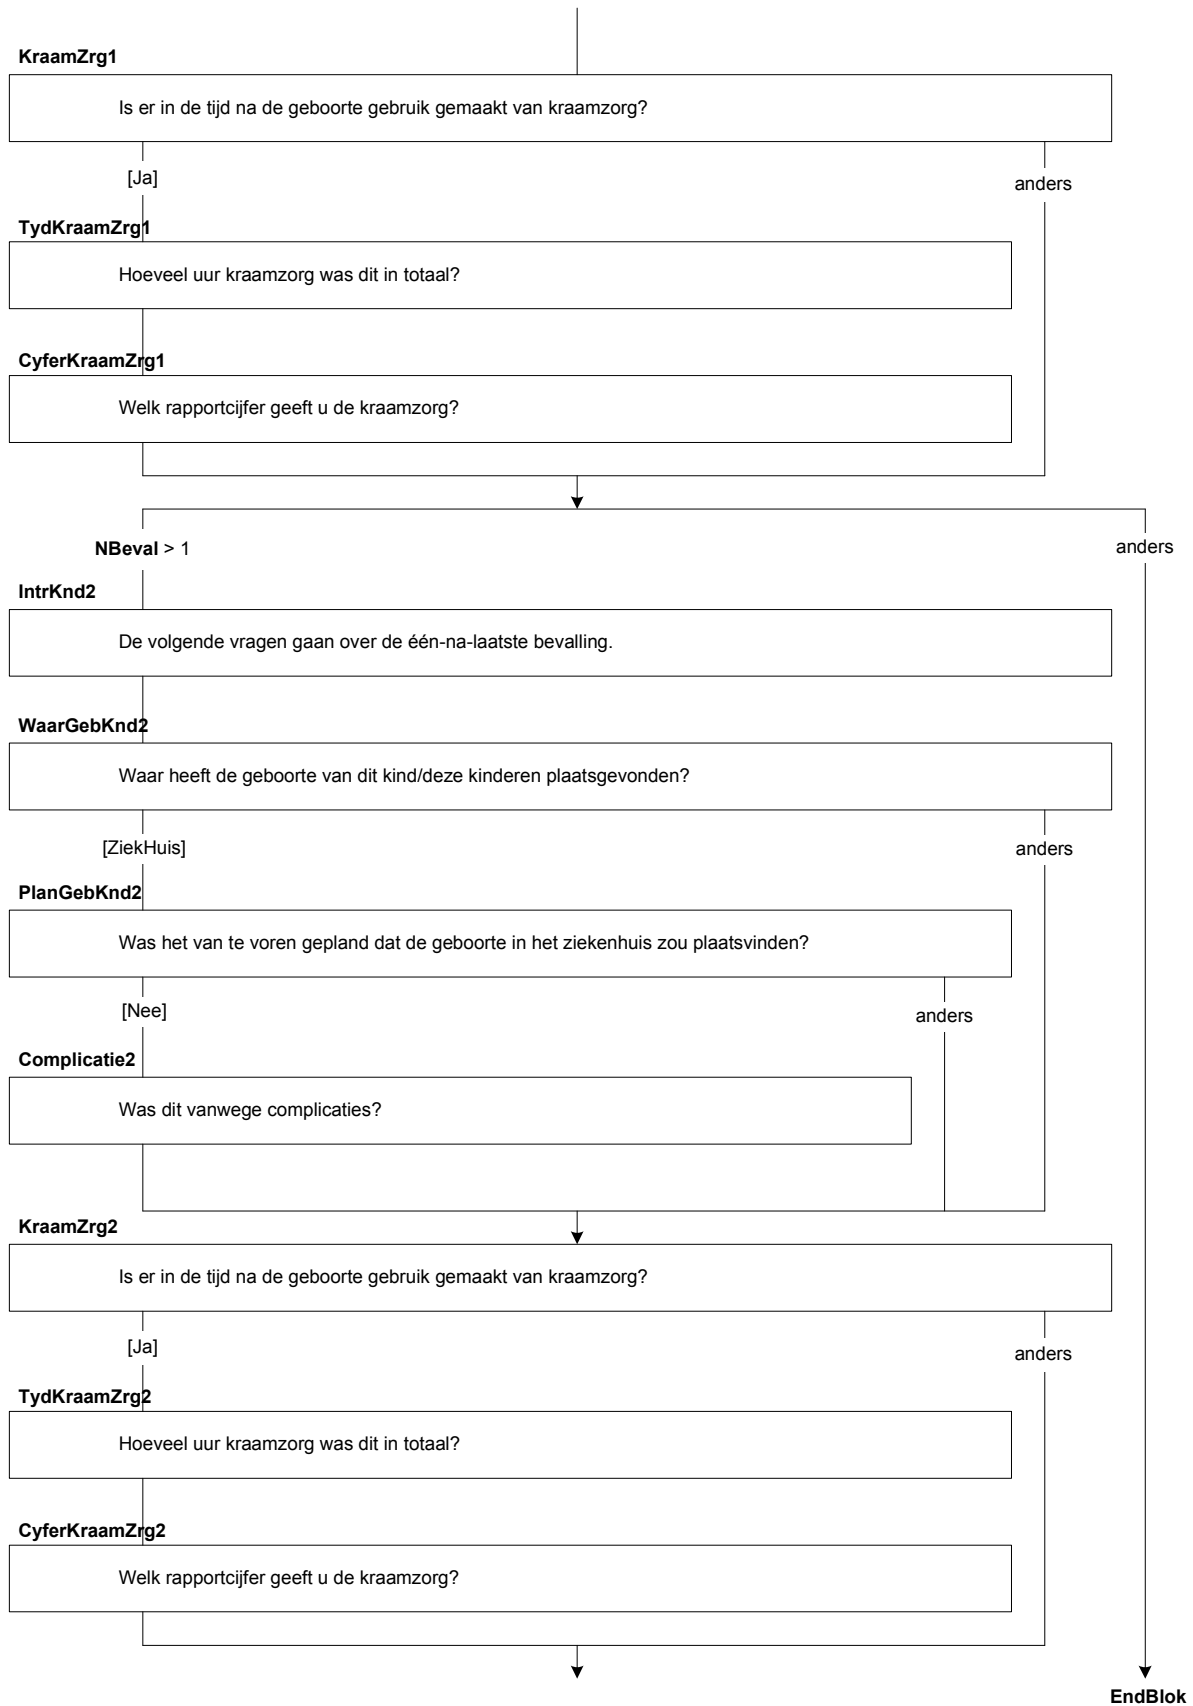 KraamZrg1
Is er in de tijd na de geboorte gebruik gemaakt van kraamzorg?
[Ja]
anders
TydKraamZrg1
Hoeveel uur kraamzorg was dit in totaal?
CyferKraamZrg1
Welk rapportcijfer geeft u de kraamzorg?
NBeval > 1
anders
IntrKnd2
De volgende vragen gaan over de één-na-laatste bevalling.
WaarGebKnd2
Waar heeft de geboorte van dit kind/deze kinderen plaatsgevonden?
[ZiekHuis]
anders
PlanGebKnd2
Was het van te voren gepland dat de geboorte in het ziekenhuis zou plaatsvinden?
[Nee]
anders
Complicatie2
Was dit vanwege complicaties?
KraamZrg2
Is er in de tijd na de geboorte gebruik gemaakt van kraamzorg?
[Ja]
anders
TydKraamZrg2
Hoeveel uur kraamzorg was dit in totaal?
CyferKraamZrg2
Welk rapportcijfer geeft u de kraamzorg?
EndBlok